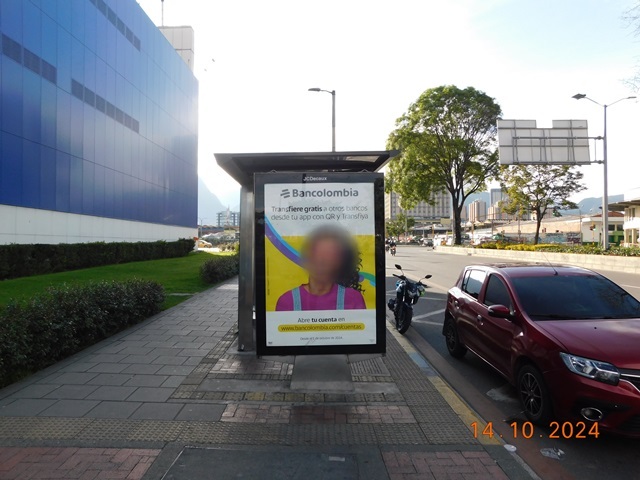 JCDecaux
Bancolombia
Transfiere gratis a otros bancos
desde tu app con QR y Transfiya
Abre tu cuenta en
www.bancolombia.com/cuentas
14.10.2024